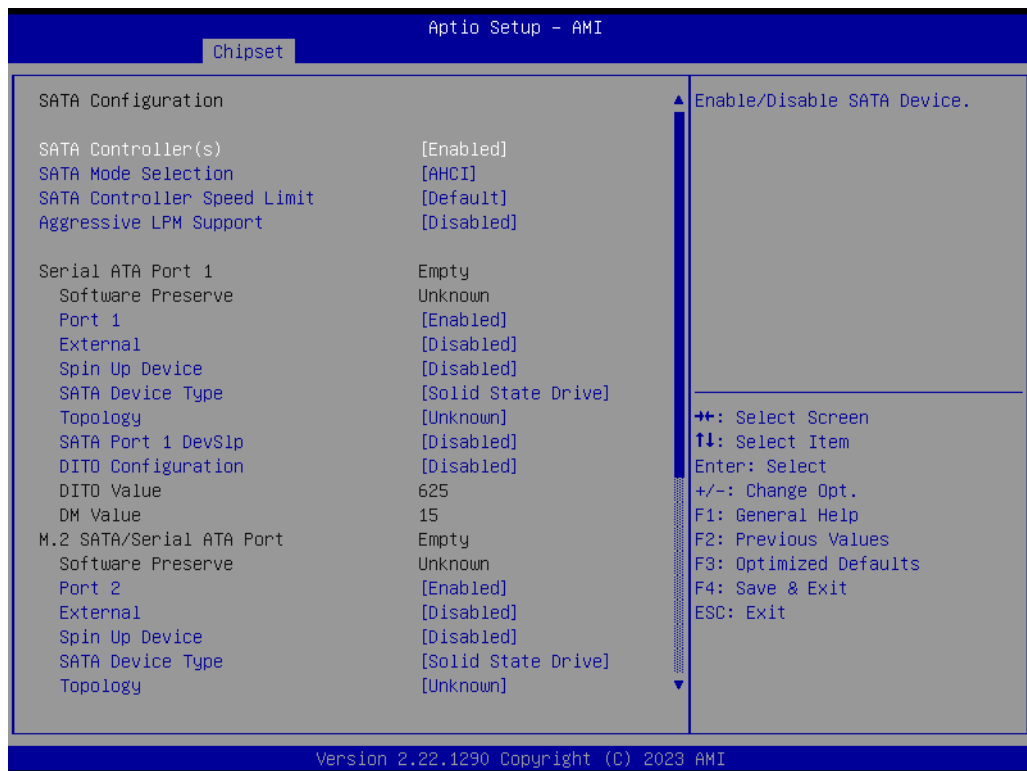 Aptio Setup - AMI
Chipset
SATA Configuration
SATA Controller(s) [Enabled]
SATA Mode Selection [AHCI]
SATA Controller Speed Limit [Default]
Aggressive LPM Support [Disabled]
Serial ATA Port 1 Empty
Software Preserve Unknown
Port 1 [Enabled]
External [Disabled]
Spin Up Device [Disabled]
SATA Device Type [Solid State Drive]
Topology [Unknown]
SATA Port 1 DevSlp [Disabled]
DITO Configuration [Disabled]
DITO Value 625
DM Value 15
M.2 SATA/Serial ATA Port Empty
Software Preserve Unknown
Port 2 [Enabled]
External [Disabled]
Spin Up Device [Disabled]
SATA Device Type [Solid State Drive]
Topology [Unknown]
Enable/Disable SATA Device.
→←: Select Screen
↑↓: Select Item
Enter: Select
+/-: Change Opt.
F1: General Help
F2: Previous Values
F3: Optimized Defaults
F4: Save & Exit
ESC: Exit
Version 2.22.1290 Copyright (C) 2023 AMI